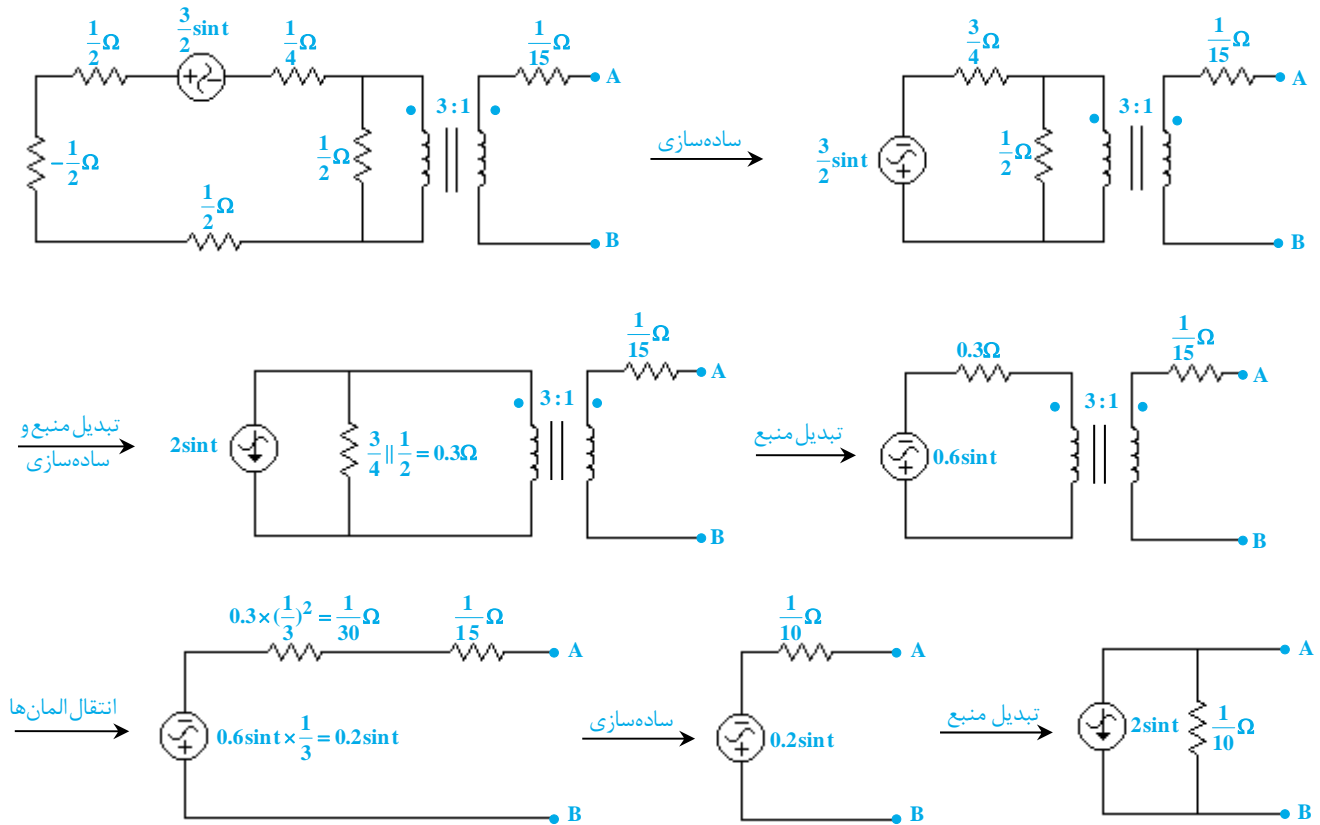 1/2Ω
3/2 sint
1/4Ω
+ −
−1/2Ω
1/2Ω
1/2Ω
3:1
1/15Ω
A
B
ساده‌سازی
3/4Ω
3/2 sint
+
1/2Ω
3:1
1/15Ω
A
B
تبدیل منبع و
ساده‌سازی
2sint
3/4 || 1/2 = 0.3Ω
3:1
1/15Ω
A
B
تبدیل منبع
0.3Ω
− +
0.6sint
3:1
1/15Ω
A
B
انتقال المان‌ها
0.3×(1/3)² = 1/30Ω
1/15Ω
− +
0.6sint × 1/3 = 0.2sint
A
B
ساده‌سازی
1/10Ω
− +
0.2sint
A
B
تبدیل منبع
2sint
1/10Ω
A
B